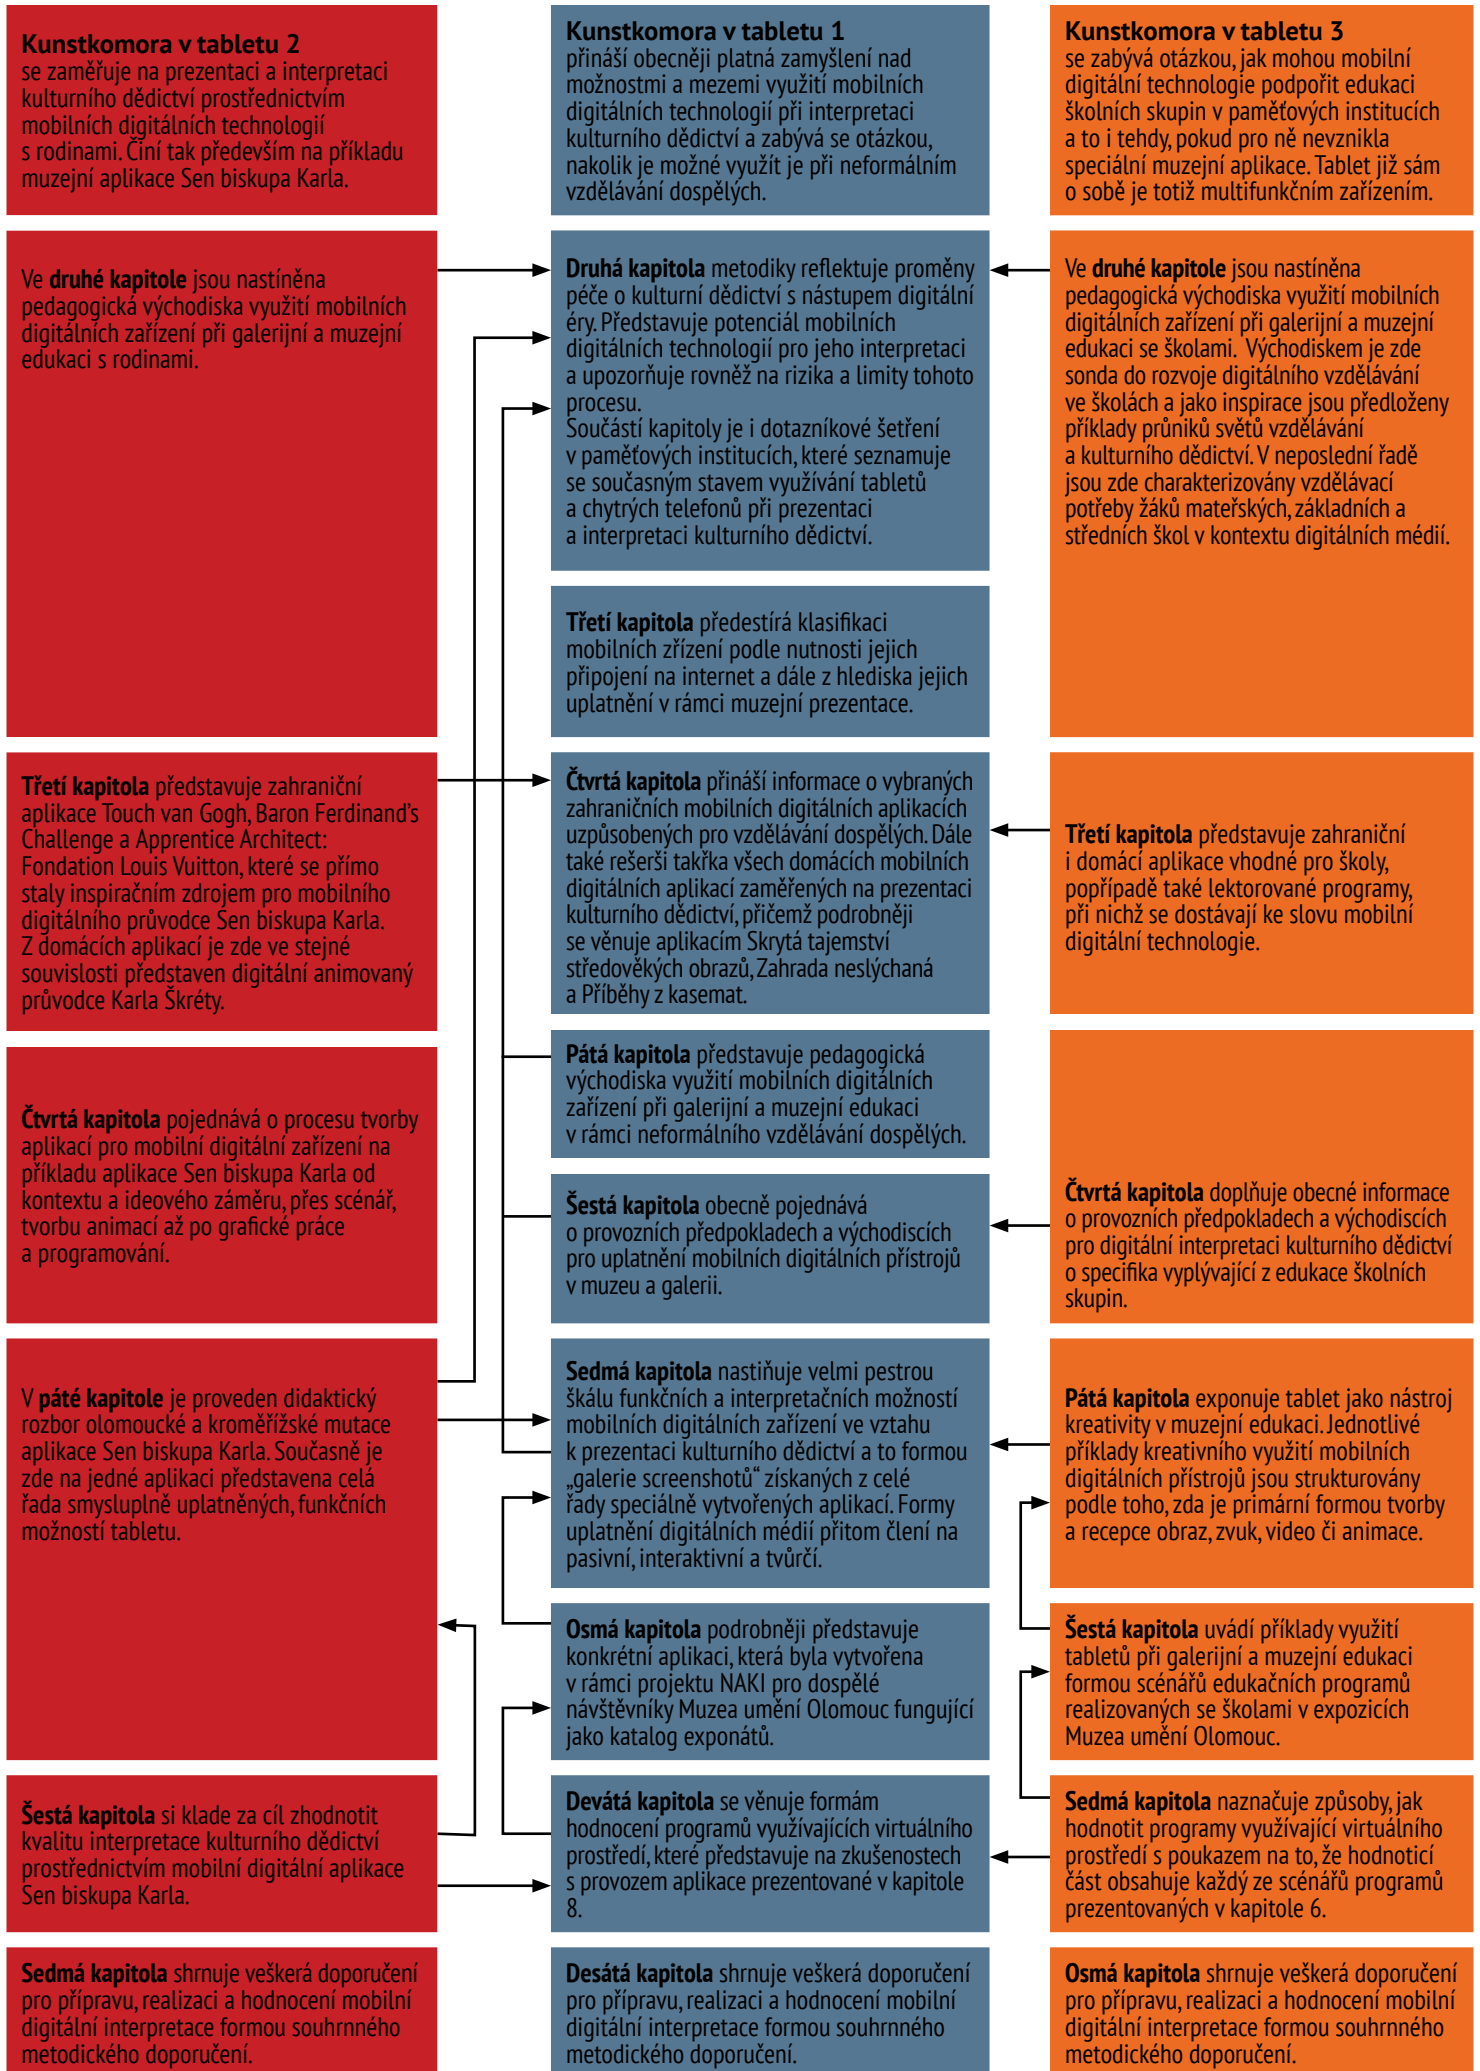 Kunstkomora v tabletu 2
se zaměřuje na prezentaci a interpretaci
kulturního dědictví prostřednictvím
mobilních digitálních technologií
s rodinami. Činí tak především na příkladu
muzejní aplikace Sen biskupa Karla.
Ve druhé kapitole jsou nastíněna
pedagogická východiska využití mobilních
digitálních zařízení při galerijní a muzejní
edukaci s rodinami.
Třetí kapitola představuje zahraniční
aplikace Touch van Gogh, Baron Ferdinand’s
Challenge a Apprentice Architect:
Fondation Louis Vuitton, které se přímo
staly inspiračním zdrojem pro mobilního
digitálního průvodce Sen biskupa Karla.
Z domácích aplikací je zde ve stejné
souvislosti představen digitální animovaný
průvodce Karla Škréty.
Čtvrtá kapitola pojednává o procesu tvorby
aplikací pro mobilní digitální zařízení na
příkladu aplikace Sen biskupa Karla od
kontextu a ideového záměru, přes scénář,
tvorbu animací až po grafické práce
a programování.
V páté kapitole je proveden didaktický
rozbor olomoucké a kroměřížské mutace
aplikace Sen biskupa Karla. Současně je
zde na jedné aplikaci představena celá
řada smysluplně uplatněných, funkčních
možností tabletu.
Šestá kapitola si klade za cíl zhodnotit
kvalitu interpretace kulturního dědictví
prostřednictvím mobilní digitální aplikace
Sen biskupa Karla.
Sedmá kapitola shrnuje veškerá doporučení
pro přípravu, realizaci a hodnocení mobilní
digitální interpretace formou souhrnného
metodického doporučení.
Kunstkomora v tabletu 1
přináší obecněji platná zamyšlení nad
možnostmi a mezemi využití mobilních
digitálních technologií při interpretaci
kulturního dědictví a zabývá se otázkou,
nakolik je možné využít je při neformálním
vzdělávání dospělých.
Druhá kapitola metodiky reflektuje proměny
péče o kulturní dědictví s nástupem digitální
éry. Představuje potenciál mobilních
digitálních technologií pro jeho interpretaci
a upozorňuje rovněž na rizika a limity tohoto
procesu.
Součástí kapitoly je i dotazníkové šetření
v paměťových institucích, které seznamuje
se současným stavem využívání tabletů
a chytrých telefonů při prezentaci
a interpretaci kulturního dědictví.
Třetí kapitola předestírá klasifikaci
mobilních zřízení podle nutnosti jejich
připojení na internet a dále z hlediska jejich
uplatnění v rámci muzejní prezentace.
Čtvrtá kapitola přináší informace o vybraných
zahraničních mobilních digitálních aplikacích
uzpůsobených pro vzdělávání dospělých. Dále
také rešerši takřka všech domácích mobilních
digitálních aplikací zaměřených na prezentaci
kulturního dědictví, přičemž podrobněji
se věnuje aplikacím Skrytá tajemství
středověkých obrazů, Zahrada neslýchaná
a Příběhy z kasemat.
Pátá kapitola představuje pedagogická
východiska využití mobilních digitálních
zařízení při galerijní a muzejní edukaci
v rámci neformálního vzdělávání dospělých.
Šestá kapitola obecně pojednává
o provozních předpokladech a východiscích
pro uplatnění mobilních digitálních přístrojů
v muzeu a galerii.
Sedmá kapitola nastiňuje velmi pestrou
škálu funkčních a interpretačních možností
mobilních digitálních zařízení ve vztahu
k prezentaci kulturního dědictví a to formou
„galerie screenshotů“ získaných z celé
řady speciálně vytvořených aplikací. Formy
uplatnění digitálních médií přitom člení na
pasivní, interaktivní a tvůrčí.
Osmá kapitola podrobněji představuje
konkrétní aplikaci, která byla vytvořena
v rámci projektu NAKI pro dospělé
návštěvníky Muzea umění Olomouc fungující
jako katalog exponátů.
Devátá kapitola se věnuje formám
hodnocení programů využívajících virtuálního
prostředí, které představuje na zkušenostech
s provozem aplikace prezentované v kapitole
8.
Desátá kapitola shrnuje veškerá doporučení
pro přípravu, realizaci a hodnocení mobilní
digitální interpretace formou souhrnného
metodického doporučení.
Kunstkomora v tabletu 3
se zabývá otázkou, jak mohou mobilní
digitální technologie podpořit edukaci
školních skupin v paměťových institucích
a to i tehdy, pokud pro ně nevznikla
speciální muzejní aplikace. Tablet již sám
o sobě je totiž multifunkčním zařízením.
Ve druhé kapitole jsou nastíněna
pedagogická východiska využití mobilních
digitálních zařízení při galerijní a muzejní
edukaci se školami. Východiskem je zde
sonda do rozvoje digitálního vzdělávání
ve školách a jako inspirace jsou předloženy
příklady průniků světů vzdělávání
a kulturního dědictví. V neposlední řadě
jsou zde charakterizovány vzdělávací
potřeby žáků mateřských, základních a
středních škol v kontextu digitálních médií.
Třetí kapitola představuje zahraniční
i domácí aplikace vhodné pro školy,
popřípadě také lektorované programy,
při nichž se dostávají ke slovu mobilní
digitální technologie.
Čtvrtá kapitola doplňuje obecné informace
o provozních předpokladech a východiscích
pro digitální interpretaci kulturního dědictví
o specifika vyplývající z edukace školních
skupin.
Pátá kapitola exponuje tablet jako nástroj
kreativity v muzejní edukaci. Jednotlivé
příklady kreativního využití mobilních
digitálních přístrojů jsou strukturovány
podle toho, zda je primární formou tvorby
a recepce obraz, zvuk, video či animace.
Šestá kapitola uvádí příklady využití
tabletů při galerijní a muzejní edukaci
formou scénářů edukačních programů
realizovaných se školami v expozicích
Muzea umění Olomouc.
Sedmá kapitola naznačuje způsoby, jak
hodnotit programy využívající virtuálního
prostředí s poukazem na to, že hodnoticí
část obsahuje každý ze scénářů programů
prezentovaných v kapitole 6.
Osmá kapitola shrnuje veškerá doporučení
pro přípravu, realizaci a hodnocení mobilní
digitální interpretace formou souhrnného
metodického doporučení.